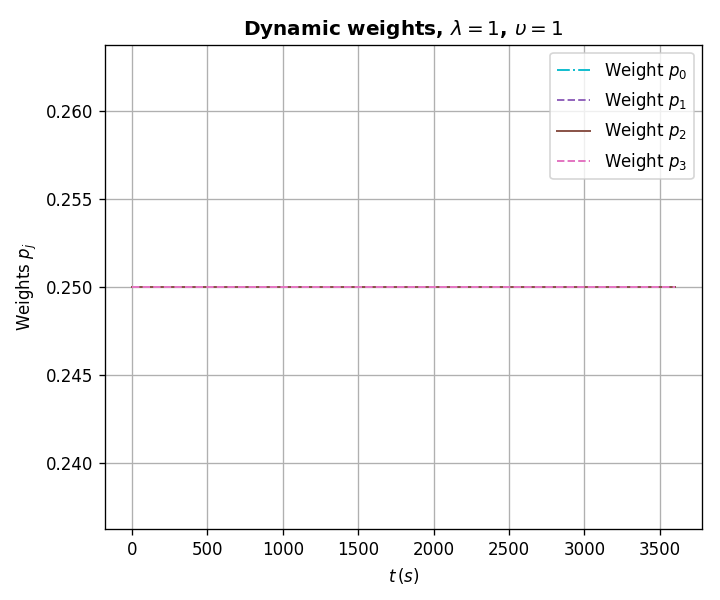 Dynamic weights, λ = 1, υ = 1
Weight p₀
Weight p₁
Weight p₂
Weight p₃
0.260
0.255
0.250
0.245
0.240
Weights pⱼ
0 500 1000 1500 2000 2500 3000 3500
t (s)